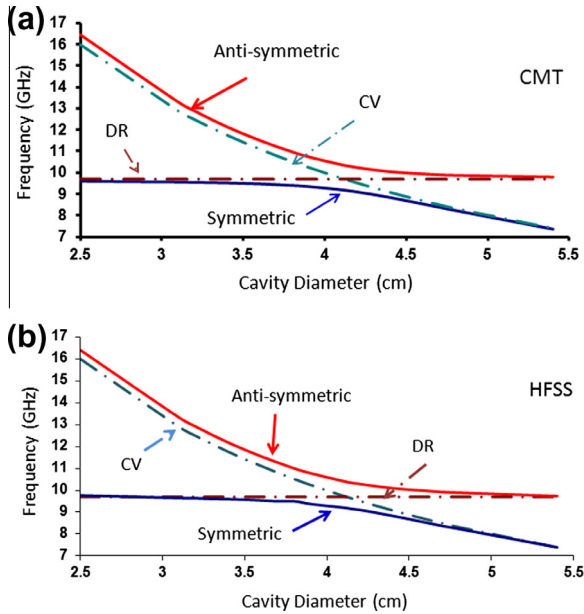 (a)
17
16
15
14
13
12
11
10
9
8
7
Frequency (GHz)
Anti-symmetric
CMT
CV
DR
Symmetric
2.5 3 3.5 4 4.5 5 5.5
Cavity Diameter (cm)
(b)
17
16
15
14
13
12
11
10
9
8
7
Frequency (GHz)
HFSS
Anti-symmetric
CV
DR
Symmetric
2.5 3 3.5 4 4.5 5 5.5
Cavity Diameter (cm)